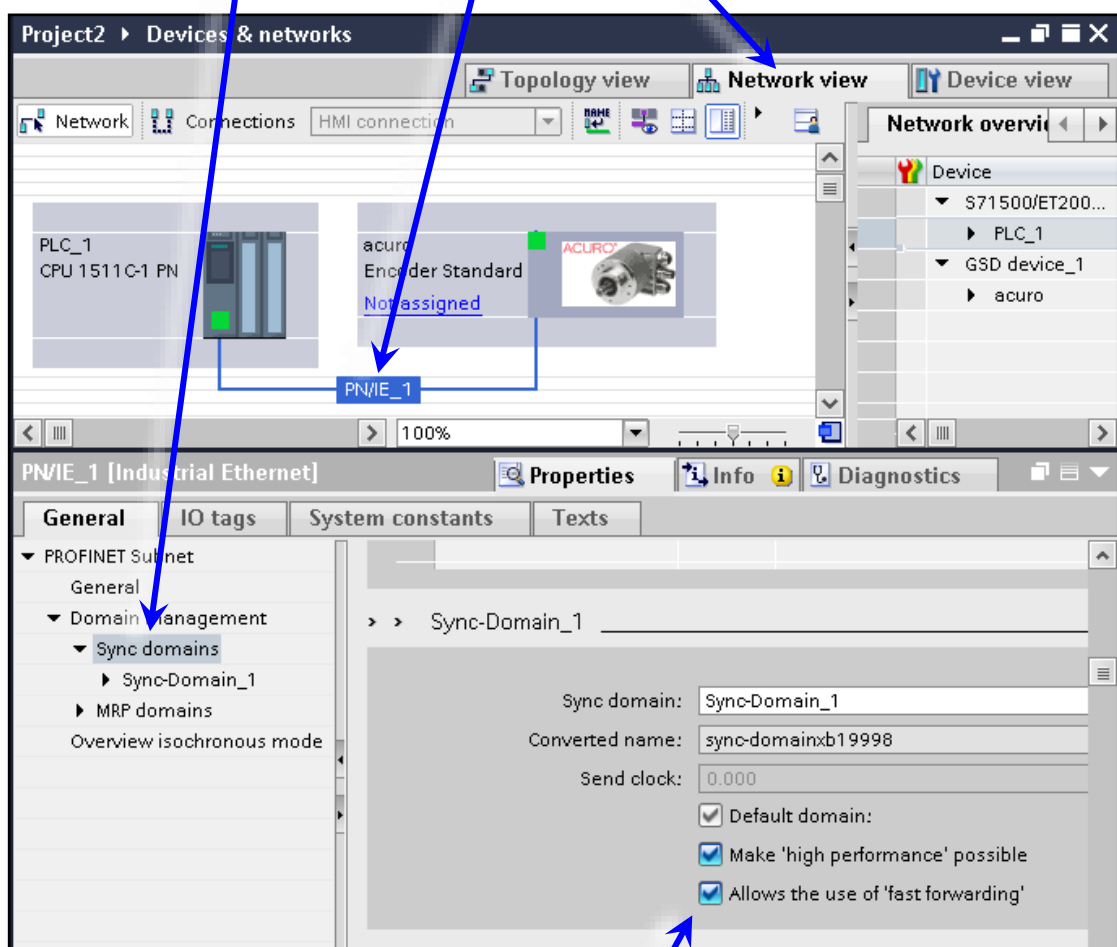 Project2 ▸ Devices & networks
Topology view Network view Device view
Network Connections HMI connection NAME
Network overvi
Device
S71500/ET200...
PLC_1
GSD device_1
acuro
PLC_1
CPU 1511C-1 PN
acuro
Encoder Standard
Not assigned
ACURO
PN/IE_1
100%
PN/IE_1 [Industrial Ethernet] Properties Info Diagnostics
General IO tags System constants Texts
PROFINET Subnet
General
Domain Management
Sync domains
Sync-Domain_1
MRP domains
Overview isochronous mode
> > Sync-Domain_1
Sync domain: Sync-Domain_1
Converted name: sync-domainxb19998
Send clock: 0.000
Default domain:
Make 'high performance' possible
Allows the use of 'fast forwarding'